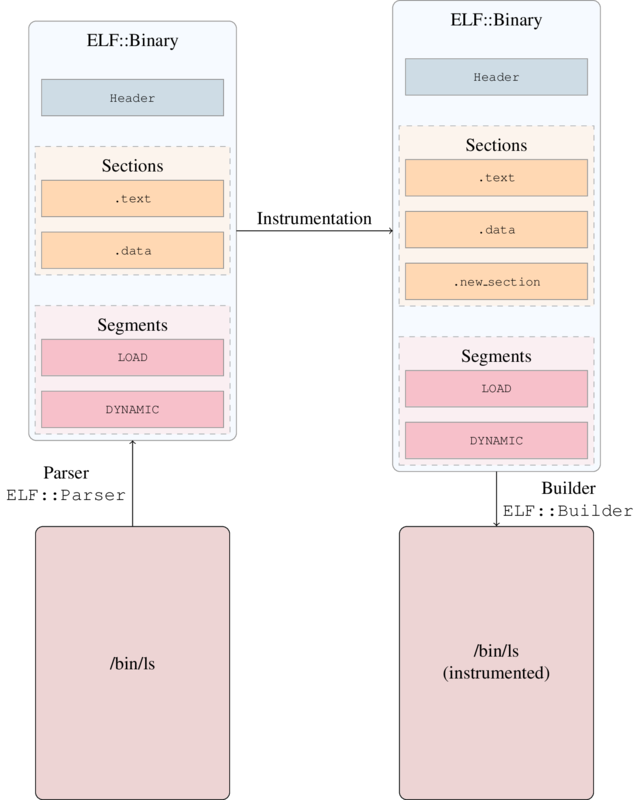 ELF::Binary
Header
Sections
.text
.data
Segments
LOAD
DYNAMIC
Parser
ELF::Parser
/bin/ls
Instrumentation
ELF::Binary
Header
Sections
.text
.data
.new_section
Segments
LOAD
DYNAMIC
Builder
ELF::Builder
/bin/ls
(instrumented)